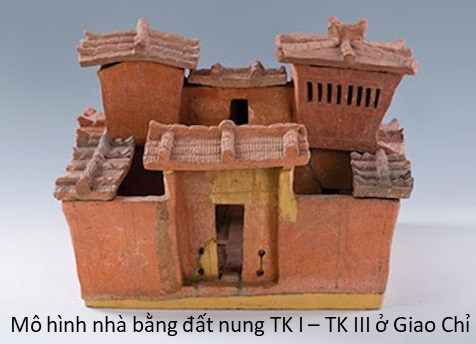 Mô hình nhà bằng đất nung TK I – TK III ở Giao Chỉ